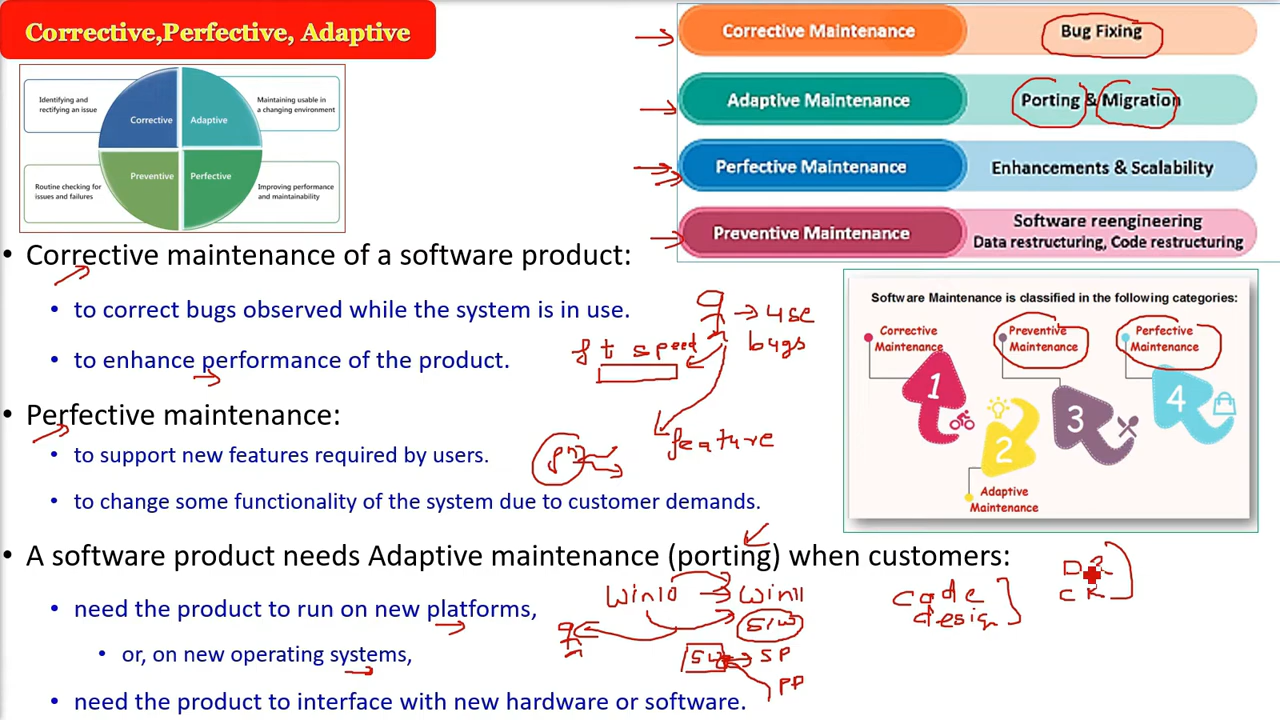 Corrective,Perfective, Adaptive
Identifying and
rectifying an issue
Corrective
Adaptive
Maintaining usable in
a changing environment
Routine checking for
issues and failures
Preventive
Perfective
Improving performance
and maintainability
Corrective Maintenance
Bug Fixing
Adaptive Maintenance
Porting & Migration
Perfective Maintenance
Enhancements & Scalability
Preventive Maintenance
Software reengineering
Data restructuring, Code restructuring
• Corrective maintenance of a software product:
• to correct bugs observed while the system is in use.
• to enhance performance of the product.
use
bugs
speed
feature
Software Maintenance is classified in the following categories:
Corrective
Maintenance
Preventive
Maintenance
Perfective
Maintenance
1
2
3
4
Adaptive
Maintenance
• Perfective maintenance:
• to support new features required by users.
• to change some functionality of the system due to customer demands.
• A software product needs Adaptive maintenance (porting) when customers:
• need the product to run on new platforms,
• or, on new operating systems,
• need the product to interface with new hardware or software.
Win10
Win11
S/W
SW
SP
PP
code
design
CR